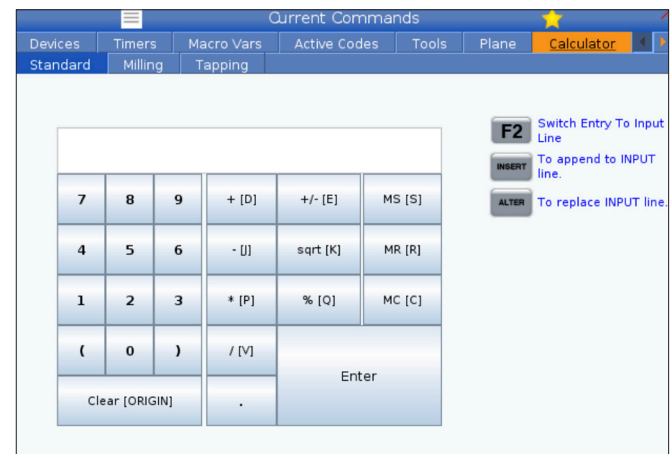 Current Commands
Devices Timers Macro Vars Active Codes Tools Plane Calculator
Standard Milling Tapping
F2 Switch Entry To Input
Line
INSERT To append to INPUT
line.
ALTER To replace INPUT line.
7 8 9 + [D] +/- [E] MS [S]
4 5 6 - [J] sqrt [K] MR [R]
1 2 3 * [P] % [Q] MC [C]
( 0 ) / [V]
Enter
Clear [ORIGIN] .